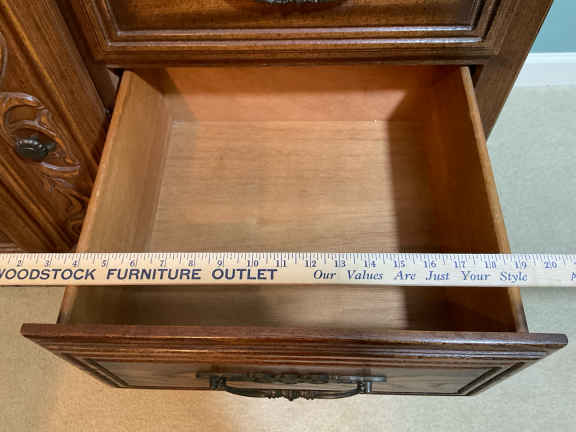 2 3 4 5 6 7 8 9 10 11 12 13 14 15 16 17 18 19 20
WOODSTOCK FURNITURE OUTLET Our Values Are Just Your Style